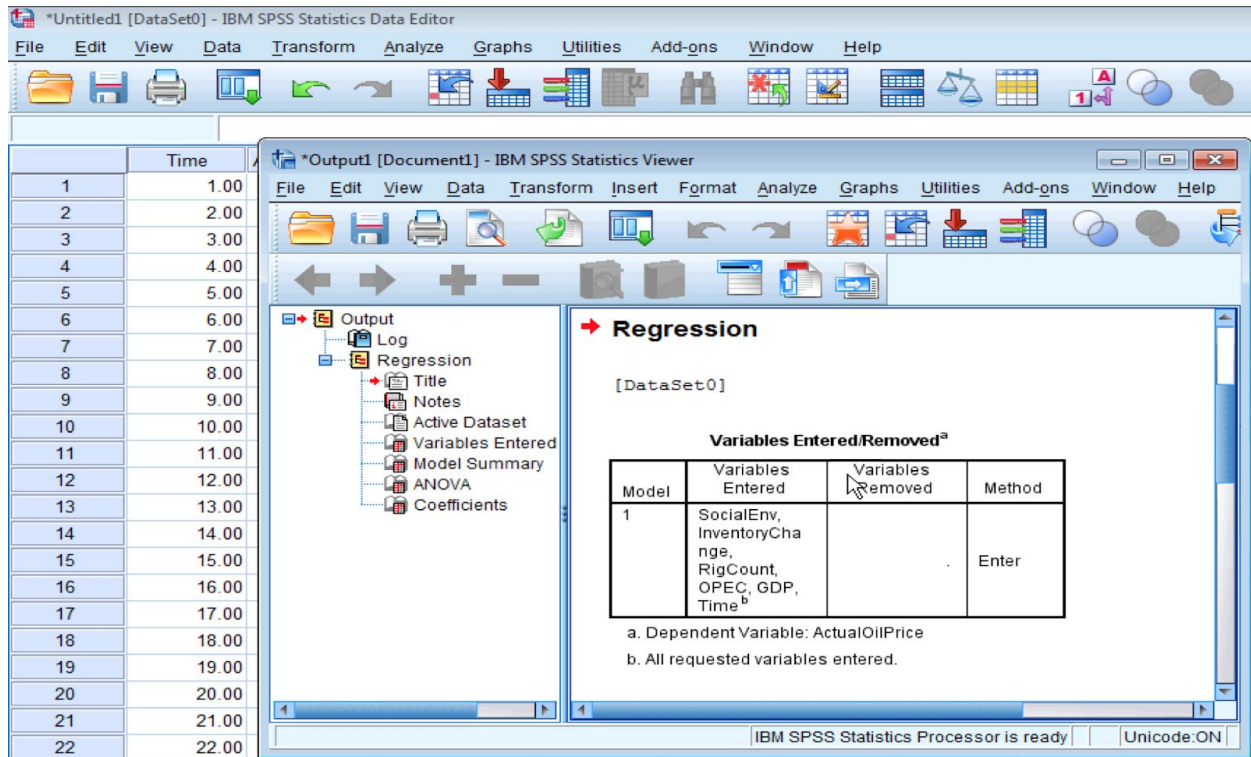 *Untitled1 [DataSet0] - IBM SPSS Statistics Data Editor
File Edit View Data Transform Analyze Graphs Utilities Add-ons Window Help
Time
1 1.00
2 2.00
3 3.00
4 4.00
5 5.00
6 6.00
7 7.00
8 8.00
9 9.00
10 10.00
11 11.00
12 12.00
13 13.00
14 14.00
15 15.00
16 16.00
17 17.00
18 18.00
19 19.00
20 20.00
21 21.00
22 22.00
*Output1 [Document1] - IBM SPSS Statistics Viewer
File Edit View Data Transform Insert Format Analyze Graphs Utilities Add-ons Window Help
Output
Log
Regression
Title
Notes
Active Dataset
Variables Entered
Model Summary
ANOVA
Coefficients
Regression
[DataSet0]
Variables Entered/Removedᵃ
Model Variables Entered Variables Removed Method
1 SocialEnv, . Enter
InventoryCha
nge,
RigCount,
OPEC, GDP,
Timeᵇ
a. Dependent Variable: ActualOilPrice
b. All requested variables entered.
IBM SPSS Statistics Processor is ready Unicode:ON